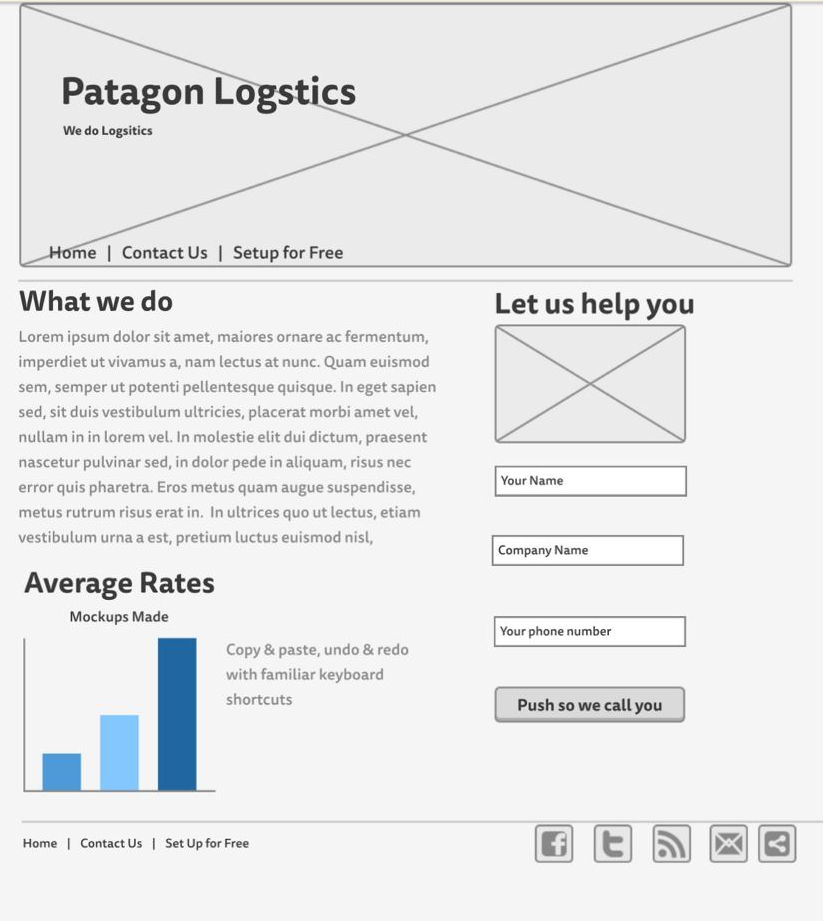 Patagon Logstics
We do Logsitics
Home | Contact Us | Setup for Free
What we do
Lorem ipsum dolor sit amet, maiores ornare ac fermentum,
imperdiet ut vivamus a, nam lectus at nunc. Quam euismod
sem, semper ut potenti pellentesque quisque. In eget sapien
sed, sit duis vestibulum ultricies, placerat morbi amet vel,
nullam in in lorem vel. In molestie elit dui dictum, praesent
nascetur pulvinar sed, in dolor pede in aliquam, risus nec
error quis pharetra. Eros metus quam augue suspendisse,
metus rutrum risus erat in. In ultrices quo ut lectus, etiam
vestibulum urna a est, pretium luctus euismod nisl,
Average Rates
Mockups Made
Copy & paste, undo & redo
with familiar keyboard
shortcuts
Let us help you
Your Name
Company Name
Your phone number
Push so we call you
Home | Contact Us | Set Up for Free